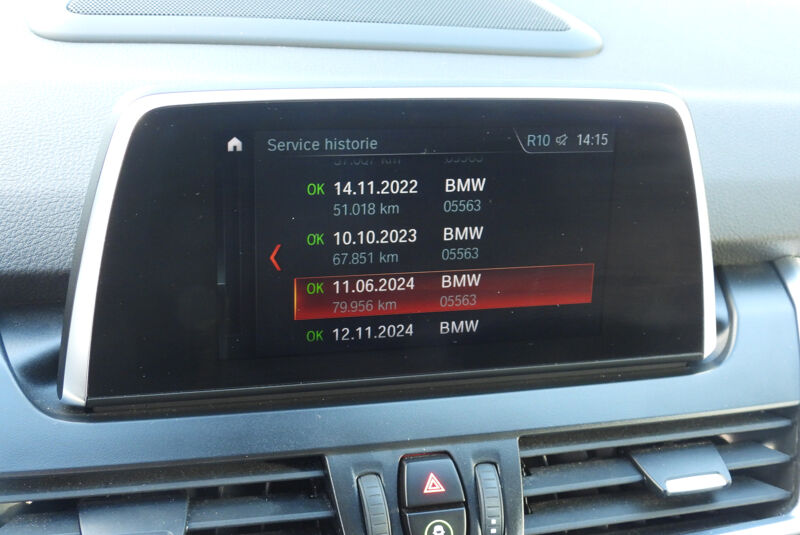 Service historie R10 14:15
OK 14.11.2022 BMW
51.018 km 05563
OK 10.10.2023 BMW
67.851 km 05563
OK 11.06.2024 BMW
79.956 km 05563
OK 12.11.2024 BMW